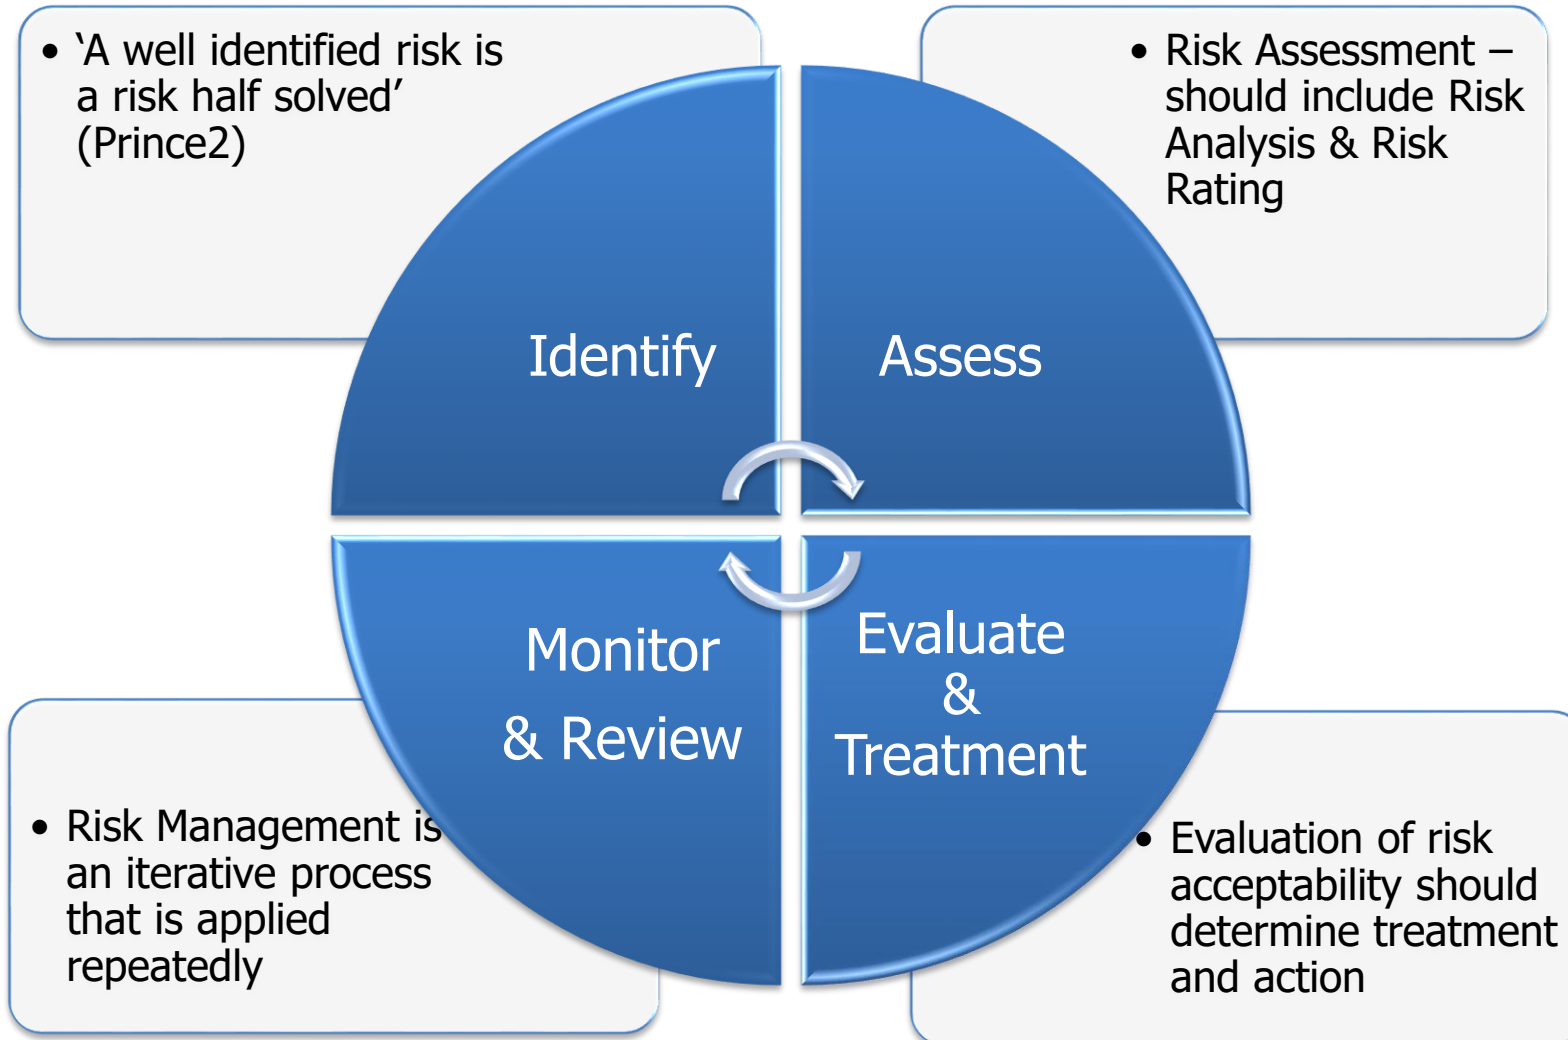 • ‘A well identified risk is
a risk half solved’
(Prince2)
• Risk Assessment –
should include Risk
Analysis & Risk
Rating
Identify
Assess
Monitor
& Review
Evaluate
&
Treatment
• Risk Management is
an iterative process
that is applied
repeatedly
• Evaluation of risk
acceptability should
determine treatment
and action